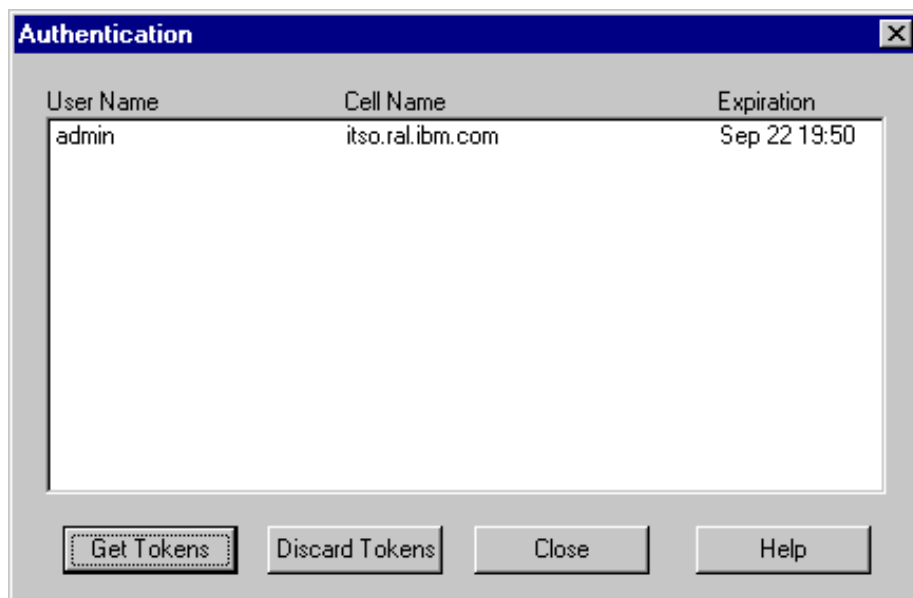 Authentication
User Name Cell Name Expiration
admin itso.ral.ibm.com Sep 22 19:50
Get Tokens Discard Tokens Close Help